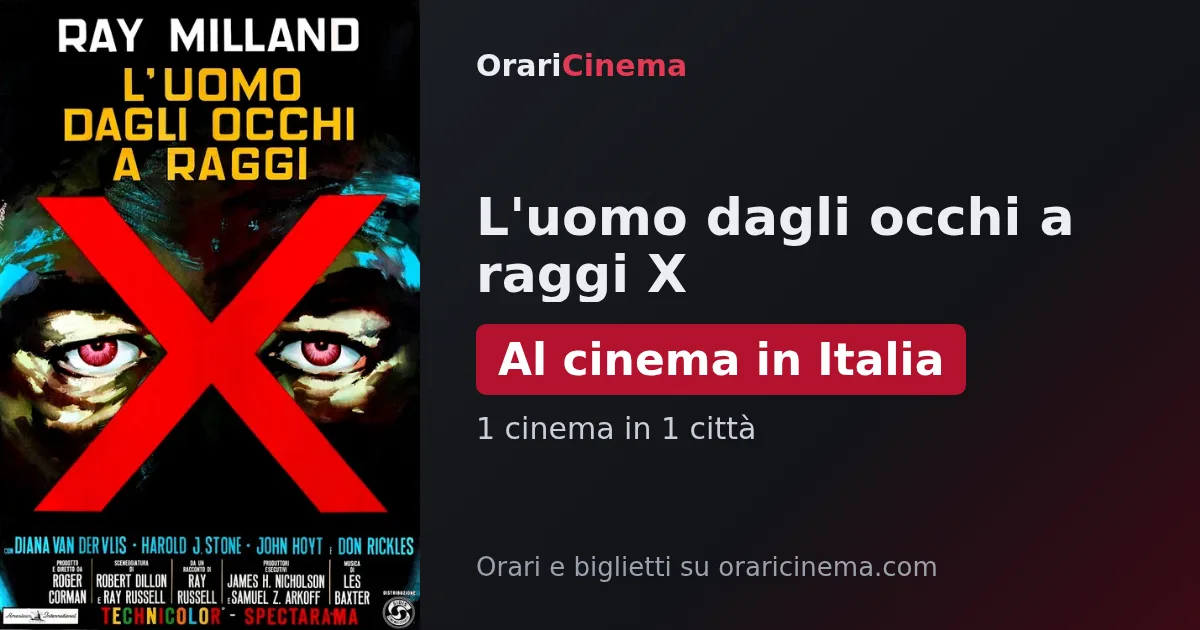 RAY MILLAND
L'UOMO
DAGLI OCCHI
A RAGGI
X
CON DIANA VAN DER VLIS · HAROLD J. STONE · JOHN HOYT E DON RICKLES
PRODOTTO
E DIRETTO DA
ROGER
CORMAN
SCENEGGIATURA
DI
ROBERT DILLON
E RAY RUSSELL
DA UN
RACCONTO DI
RAY
RUSSELL
PRODUTTORI
ESECUTIVI
JAMES H. NICHOLSON
E SAMUEL Z. ARKOFF
MUSICA
DI
LES
BAXTER
DISTRIBUZIONE
American International
TECHNICOLOR® - SPECTARAMA
OrariCinema
L'uomo dagli occhi a
raggi X
Al cinema in Italia
1 cinema in 1 città
Orari e biglietti su oraricinema.com